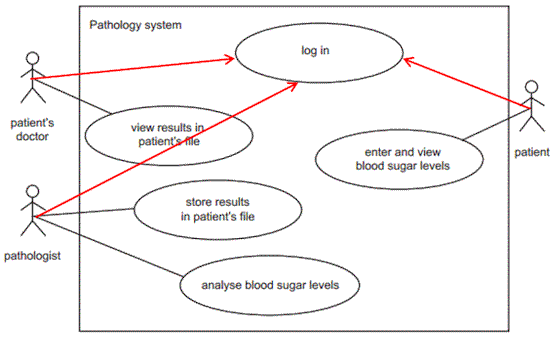 Pathology system
log in
patient's
doctor
view results in
patient's file
enter and view
blood sugar levels
patient
store results
in patient's file
pathologist
analyse blood sugar levels